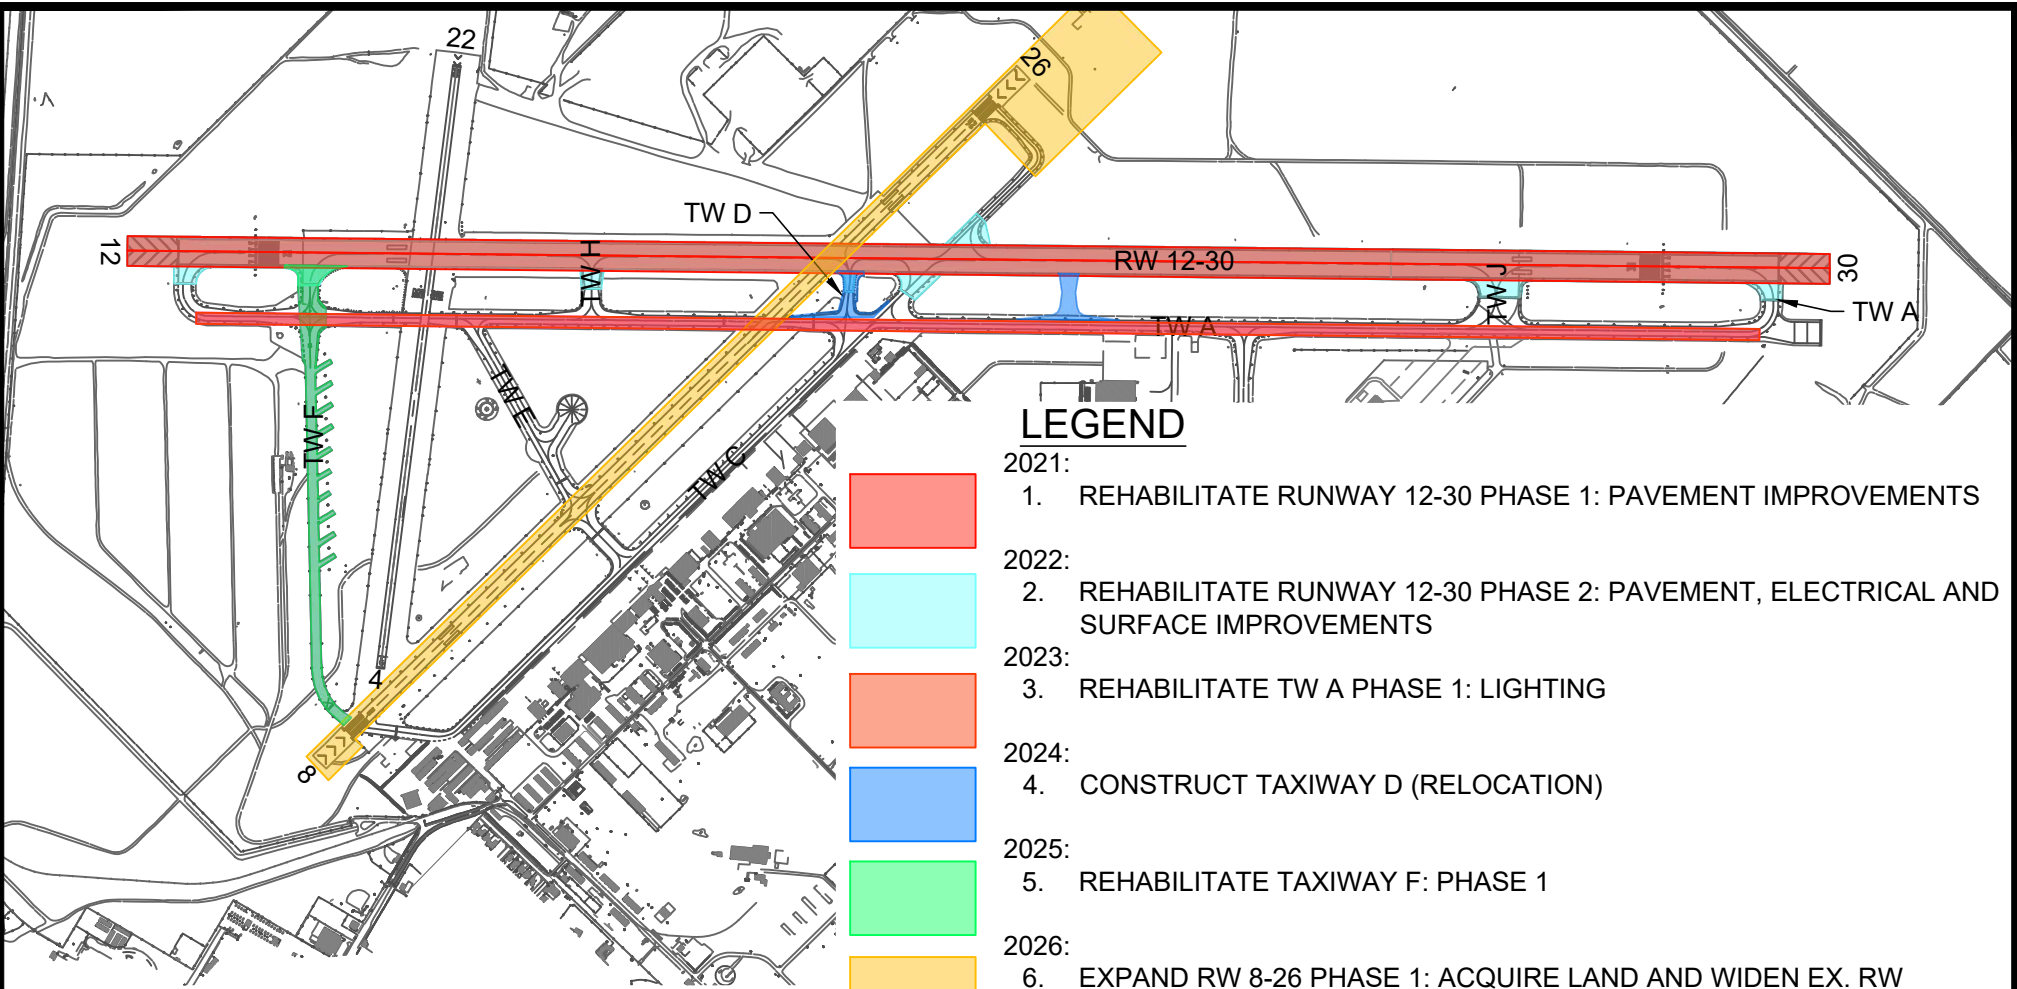 22
26
TW D
12
TW H
RW 12-30
TW J
30
TW A
TW A
TW E
TW F
TW C
4
8
LEGEND
2021:
1. REHABILITATE RUNWAY 12-30 PHASE 1: PAVEMENT IMPROVEMENTS
2022:
2. REHABILITATE RUNWAY 12-30 PHASE 2: PAVEMENT, ELECTRICAL AND
SURFACE IMPROVEMENTS
2023:
3. REHABILITATE TW A PHASE 1: LIGHTING
2024:
4. CONSTRUCT TAXIWAY D (RELOCATION)
2025:
5. REHABILITATE TAXIWAY F: PHASE 1
2026:
6. EXPAND RW 8-26 PHASE 1: ACQUIRE LAND AND WIDEN EX. RW